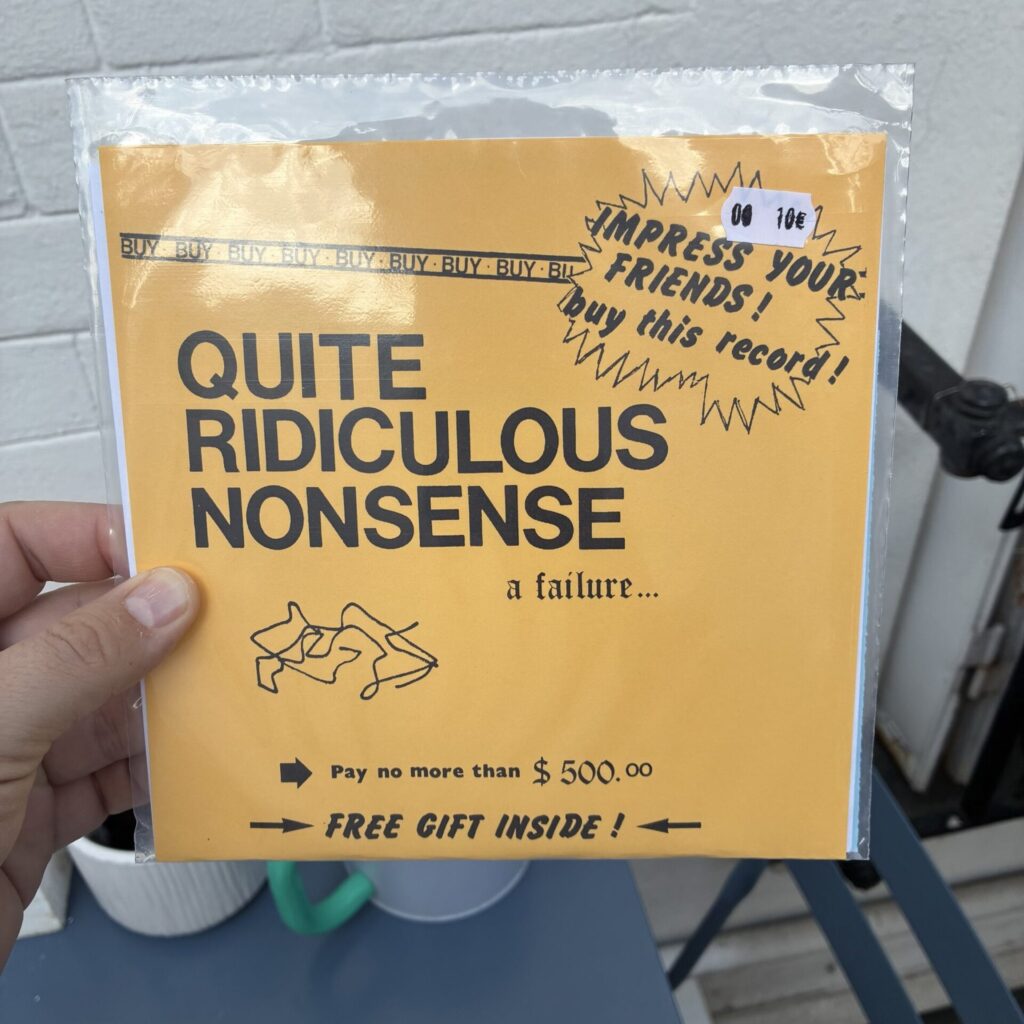 BUY · BUY · BUY · BUY · BUY · BUY · BUY · BUY · BU
00 10€
IMPRESS YOUR
FRIENDS!
buy this record!
QUITE
RIDICULOUS
NONSENSE
a failure...
Pay no more than $ 500.00
FREE GIFT INSIDE!